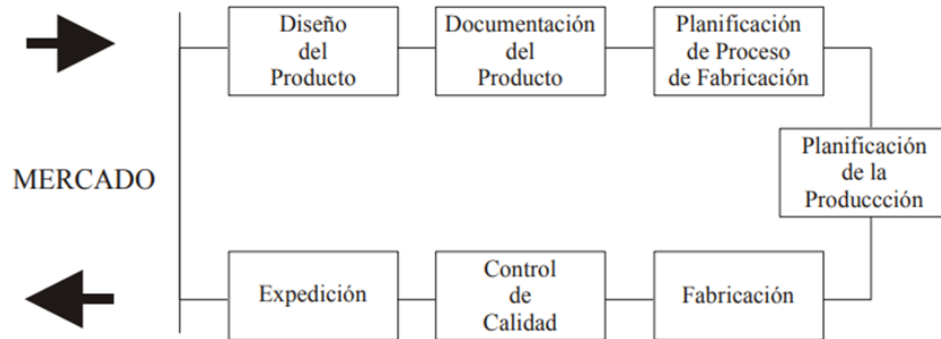 Diseño
del
Producto
Documentación
del
Producto
Planificación
de Proceso
de Fabricación
Planificación
de la
Produccción
MERCADO
Expedición
Control
de
Calidad
Fabricación